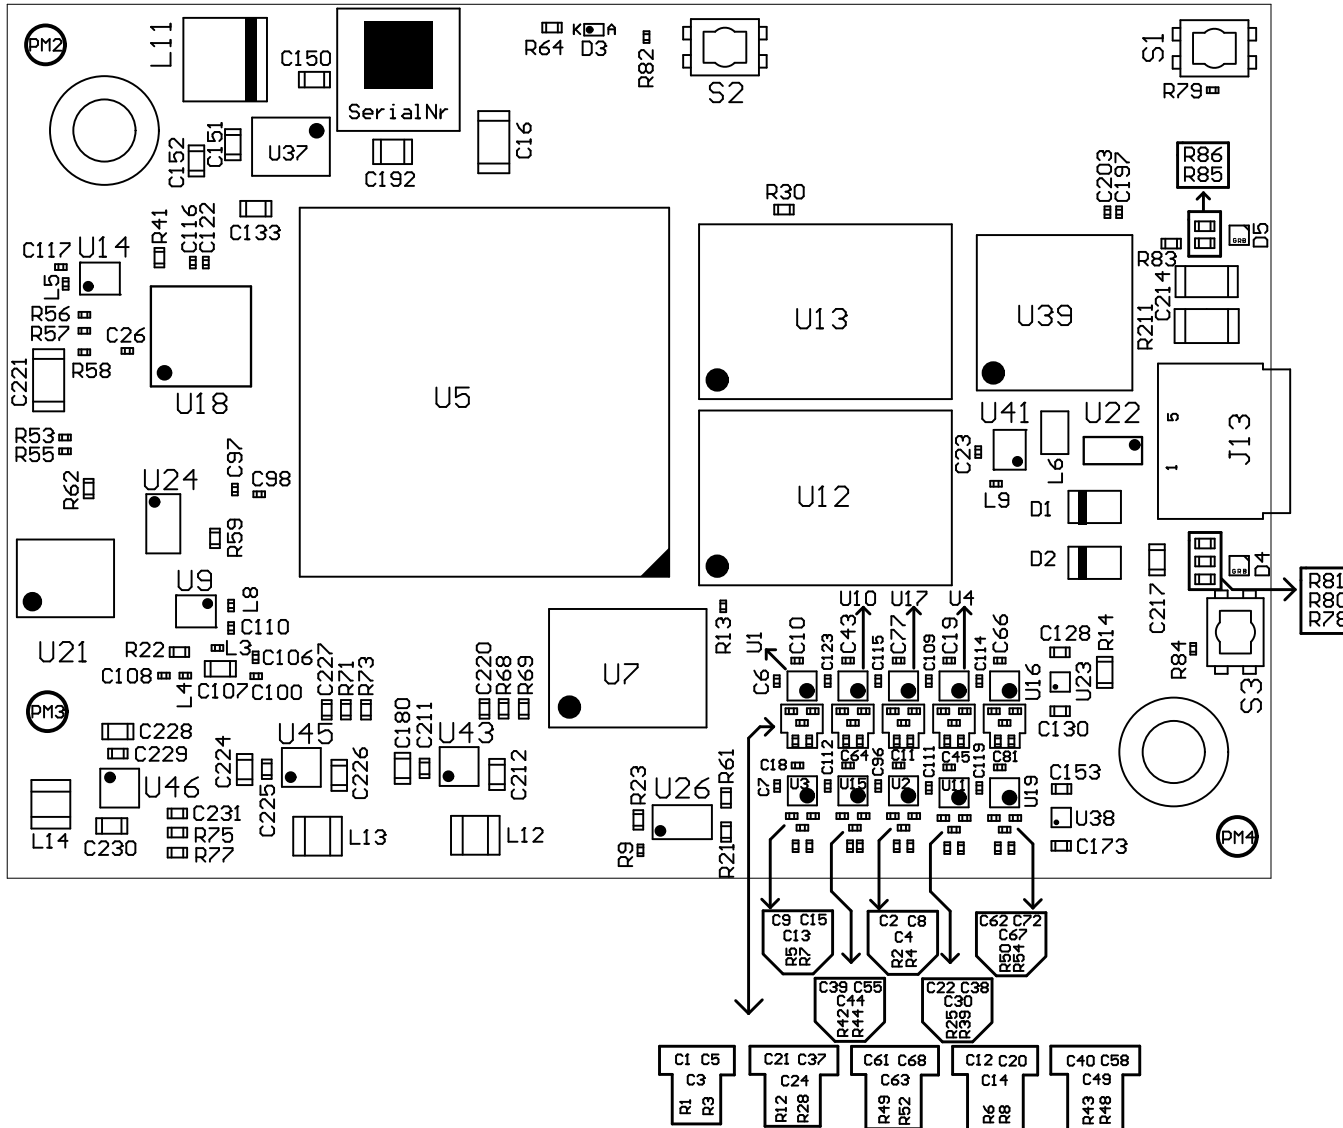 PM2
L11
C150
SerialNr
R64
K A
D3
R82
S2
S1
R79
C152
C151
U37
C192
C16
R86
R85
C203
C197
R30
R41
C116
C122
C133
C117
U14
L5
R83
GRB
D5
C214
R211
R56
R57
R58
C26
U18
C221
U5
U13
U39
U41
U22
5
1
J13
R53
R55
R62
C97
U24
C98
R59
C23
L9
L6
U12
D1
D2
GRB
D4
C217
R81
R80
R78
U9
L8
C110
U21
R22
L3
C106
C108
L4
C107
C100
C227
R71
R73
C220
R68
R69
U7
R13
U10
U17
U4
U1
C10
C123
C43
C115
C77
C109
C19
C114
C66
C128
R14
R84
S3
C6
U16
U23
C130
PM3
C228
C229
C224
U45
C180
C211
U43
C225
C226
C212
U46
C231
R75
R77
L14
C230
L13
L12
R23
U26
R61
R9
R21
C18
C112
C64
C11
C45
C81
C7
U3
U15
C96
U2
C111
U11
C119
U19
C153
U38
C173
PM4
C9 C15
C13
R5
R7
C2 C8
C4
R2
R4
C62 C72
C67
R50
R54
C39 C55
C44
R42
R44
C22 C38
C30
R25
R39
C1 C5
C3
R1
R3
C21 C37
C24
R12
R28
C61 C68
C63
R49
R52
C12 C20
C14
R6
R8
C40 C58
C49
R43
R48